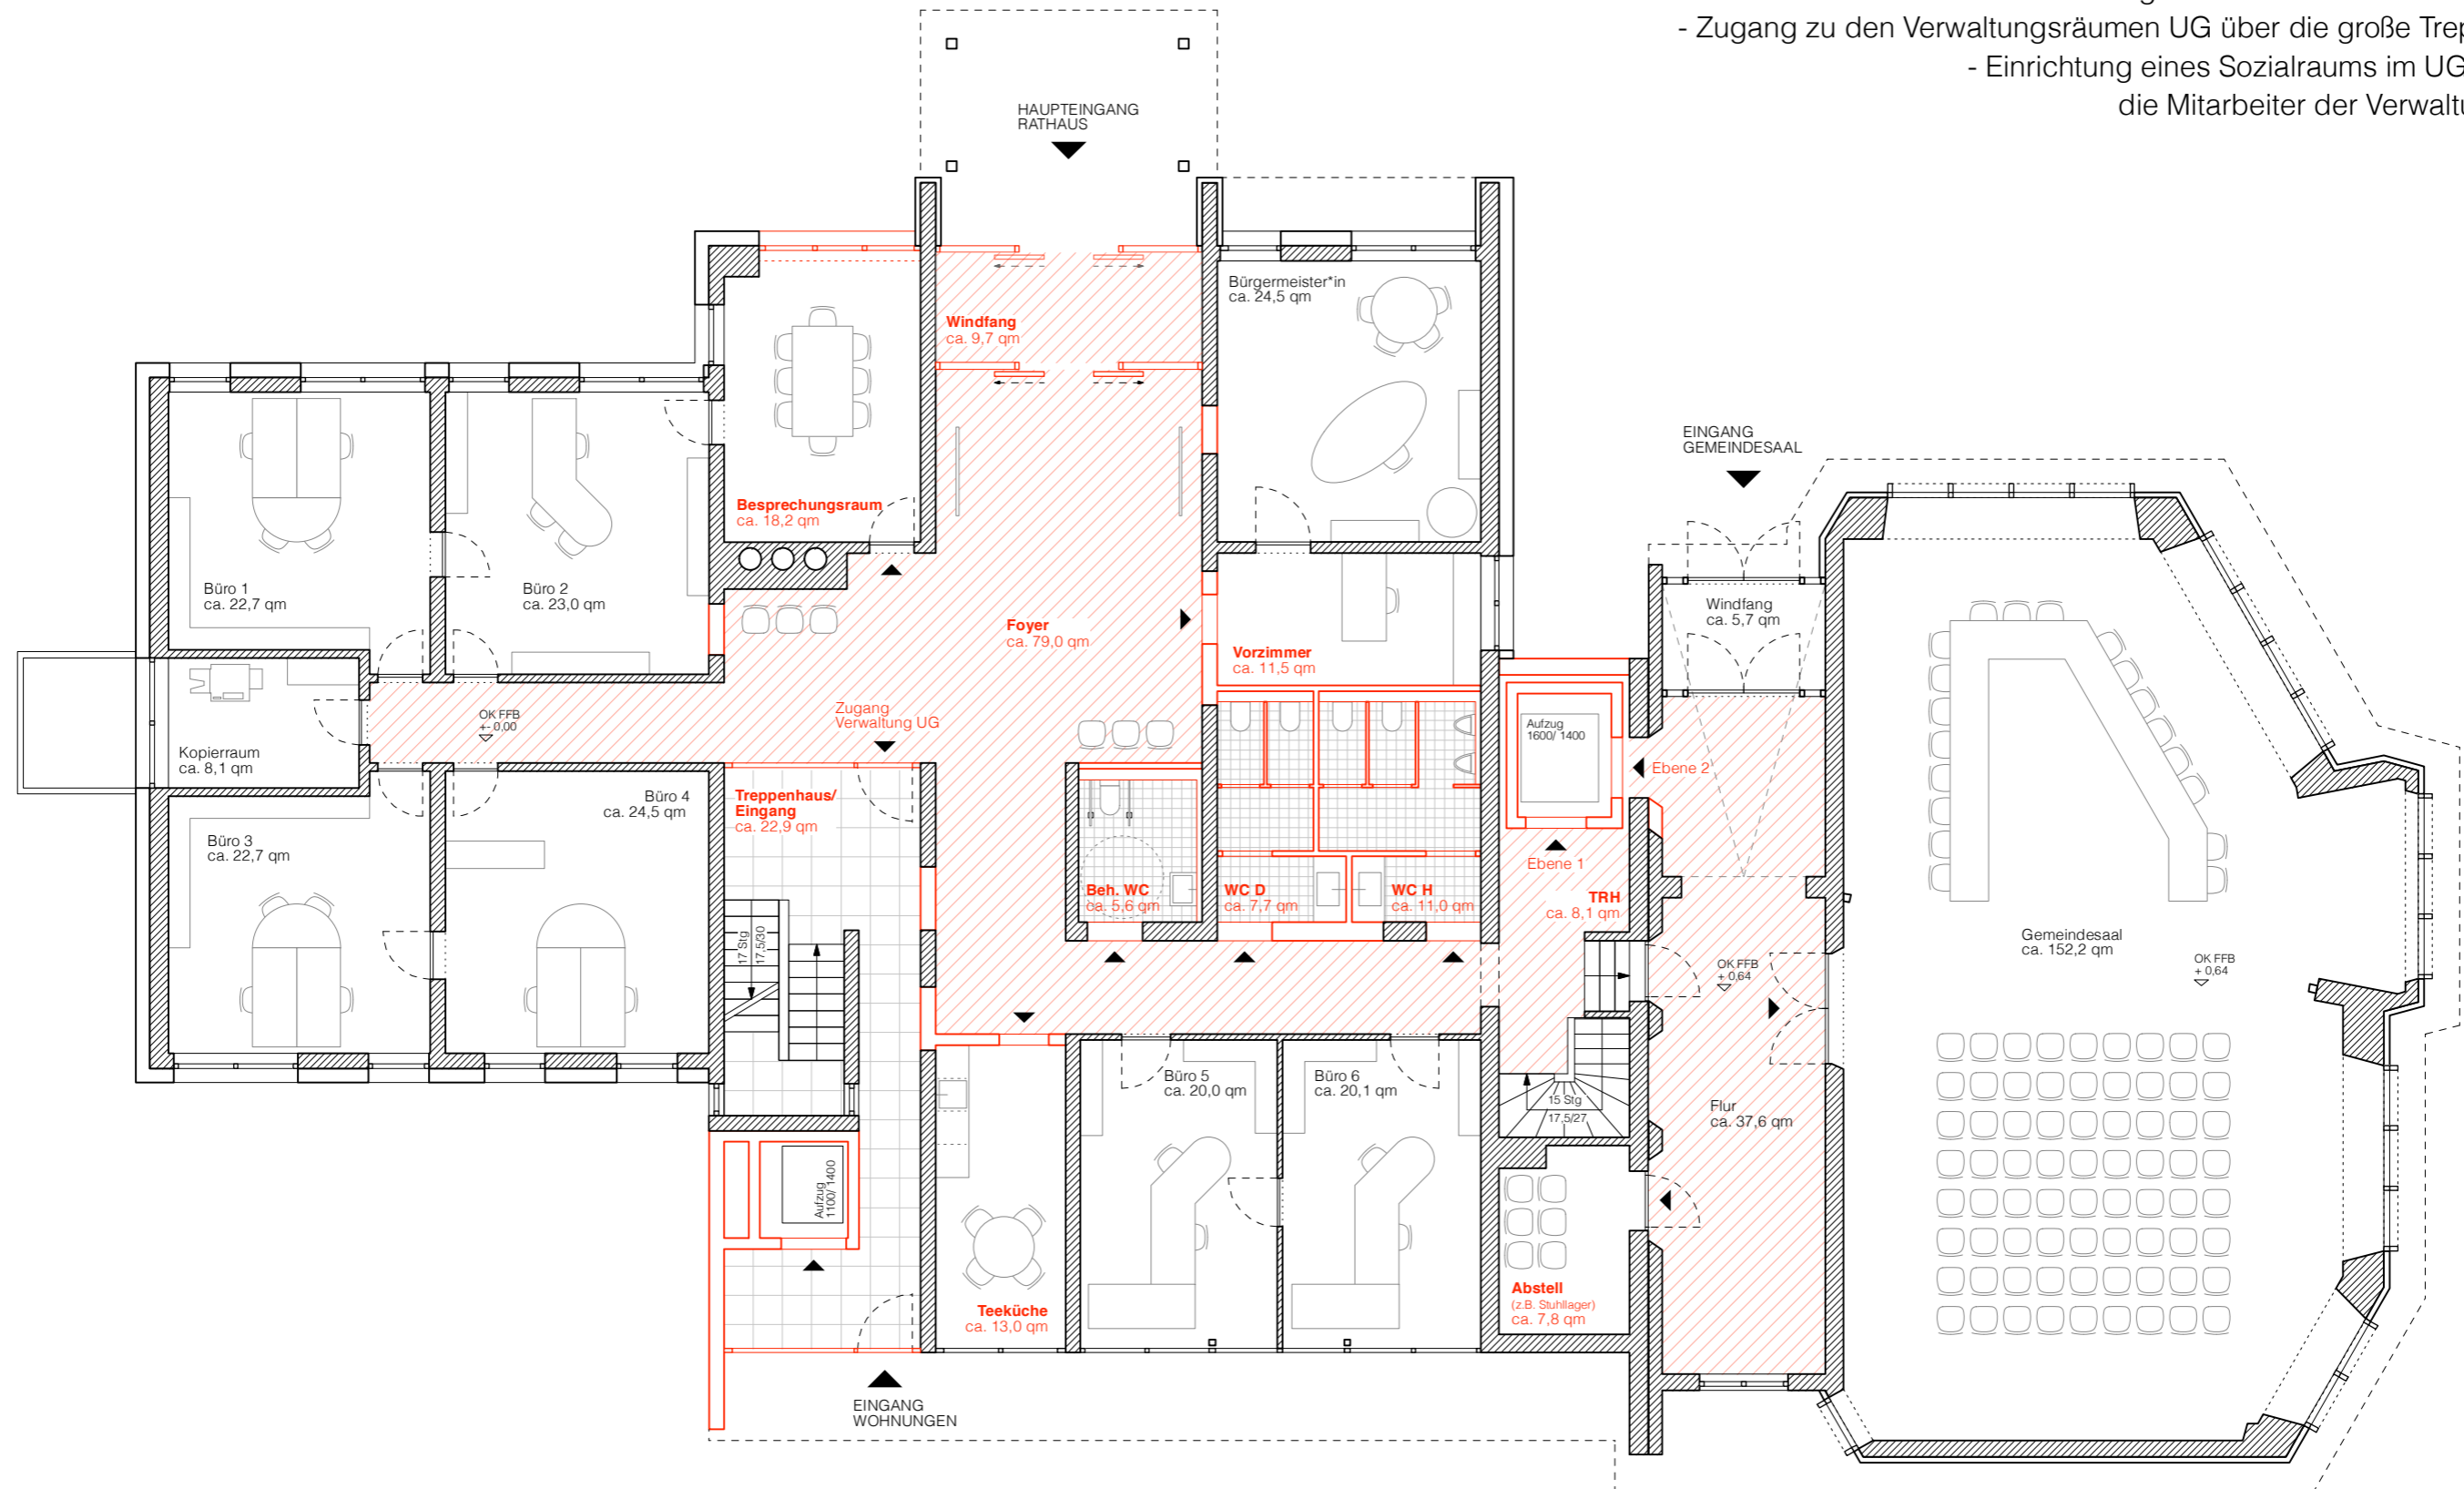 - Zugang zu den Verwaltungsräumen UG über die große
- Einrichtung eines Sozialraums im UG
die Mitarbeiter der
HAUPTEINGANG
RATHAUS
Bürgermeister*in
ca. 24,5 qm
Windfang
ca. 9,7 qm
EINGANG
GEMEINDESAAL
Besprechungsraum
ca. 18,2 qm
Büro 1
ca. 22,7 qm
Büro 2
ca. 23,0 qm
Foyer
ca. 79,0 qm
Vorzimmer
ca. 11,5 qm
Windfang
ca. 5,7 qm
OK FFB
+- 0,00
Zugang
Verwaltung UG
Aufzug
1600/ 1400
Kopierraum
ca. 8,1 qm
Ebene 2
Büro 4
ca. 24,5 qm
Treppenhaus/
Eingang
ca. 22,9 qm
Büro 3
ca. 22,7 qm
Ebene 1
Beh. WC
ca. 5,6 qm
WC D
ca. 7,7 qm
WC H
ca. 11,0 qm
TRH
ca. 8,1 qm
17 Stg
17,5/30
Gemeindesaal
ca. 152,2 qm
OK FFB
+ 0,64
OK FFB
+ 0,64
Büro 5
ca. 20,0 qm
Büro 6
ca. 20,1 qm
15 Stg
17,5/27
Flur
ca. 37,6 qm
Aufzug
1100/ 1400
Teeküche
ca. 13,0 qm
Abstell
(z.B. Stuhllager)
ca. 7,8 qm
EINGANG
WOHNUNGEN